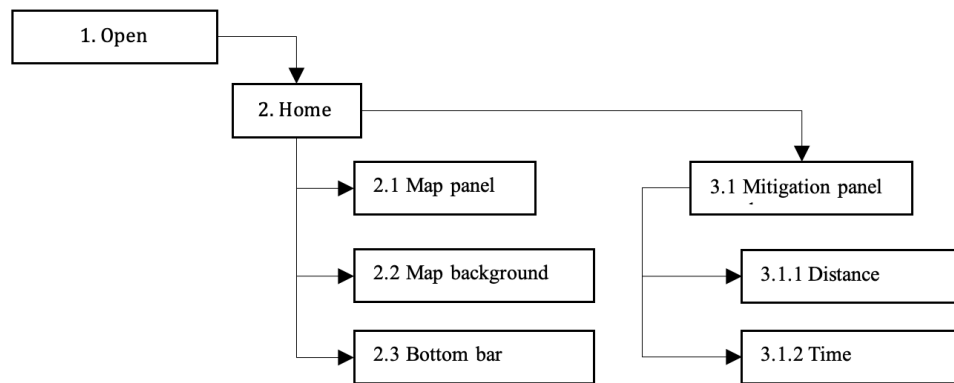 1. Open
2. Home
2.1 Map panel
3.1 Mitigation panel
2.2 Map background
3.1.1 Distance
2.3 Bottom bar
3.1.2 Time